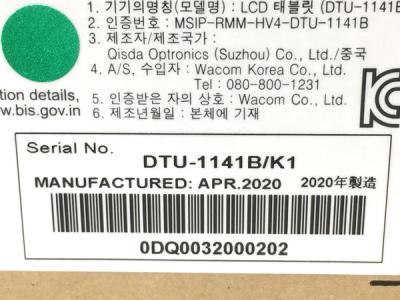 1. 기기의명칭(모델명) : LCD 태블릿 (DTU-1141B
2. 인증번호 : MSIP-RMM-HV4-DTU-1141B
3. 제조자/제조국가 :
Qisda Optronics (Suzhou) Co., Ltd./중국
4. A/S, 수입자 : Wacom Korea Co., Ltd.
Tel : 080-800-1231
5. 인증받은 자의 상호 : Wacom Co., Ltd.
6. 제조년월일 : 본체에 기재
ation details,
w.bis.gov.in
Serial No.
DTU-1141B/K1
MANUFACTURED: APR.2020 2020年製造
0DQ0032000202